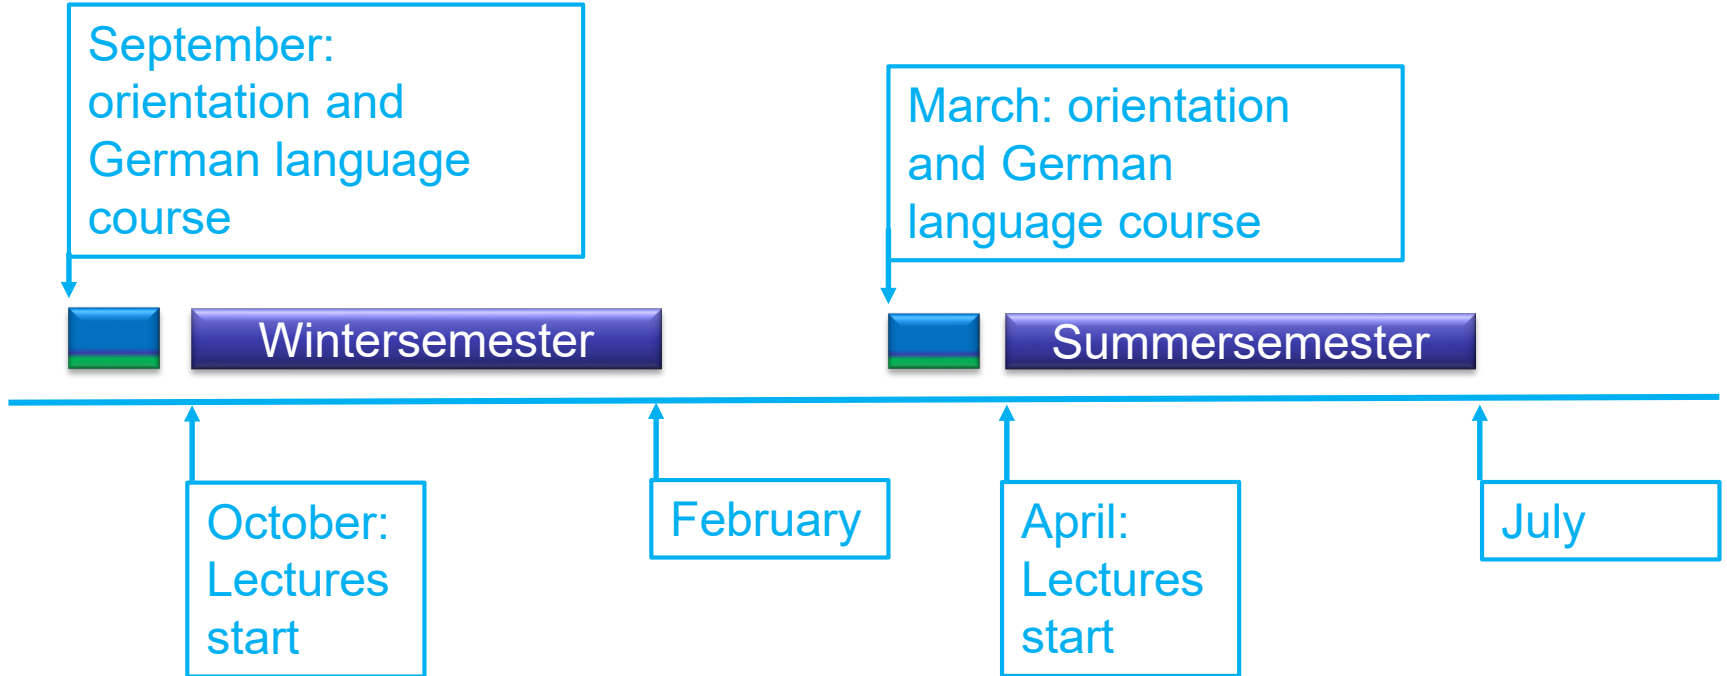 September:
orientation and
German language
course
March: orientation
and German
language course
Wintersemester
Summersemester
October:
Lectures
start
February
April:
Lectures
start
July